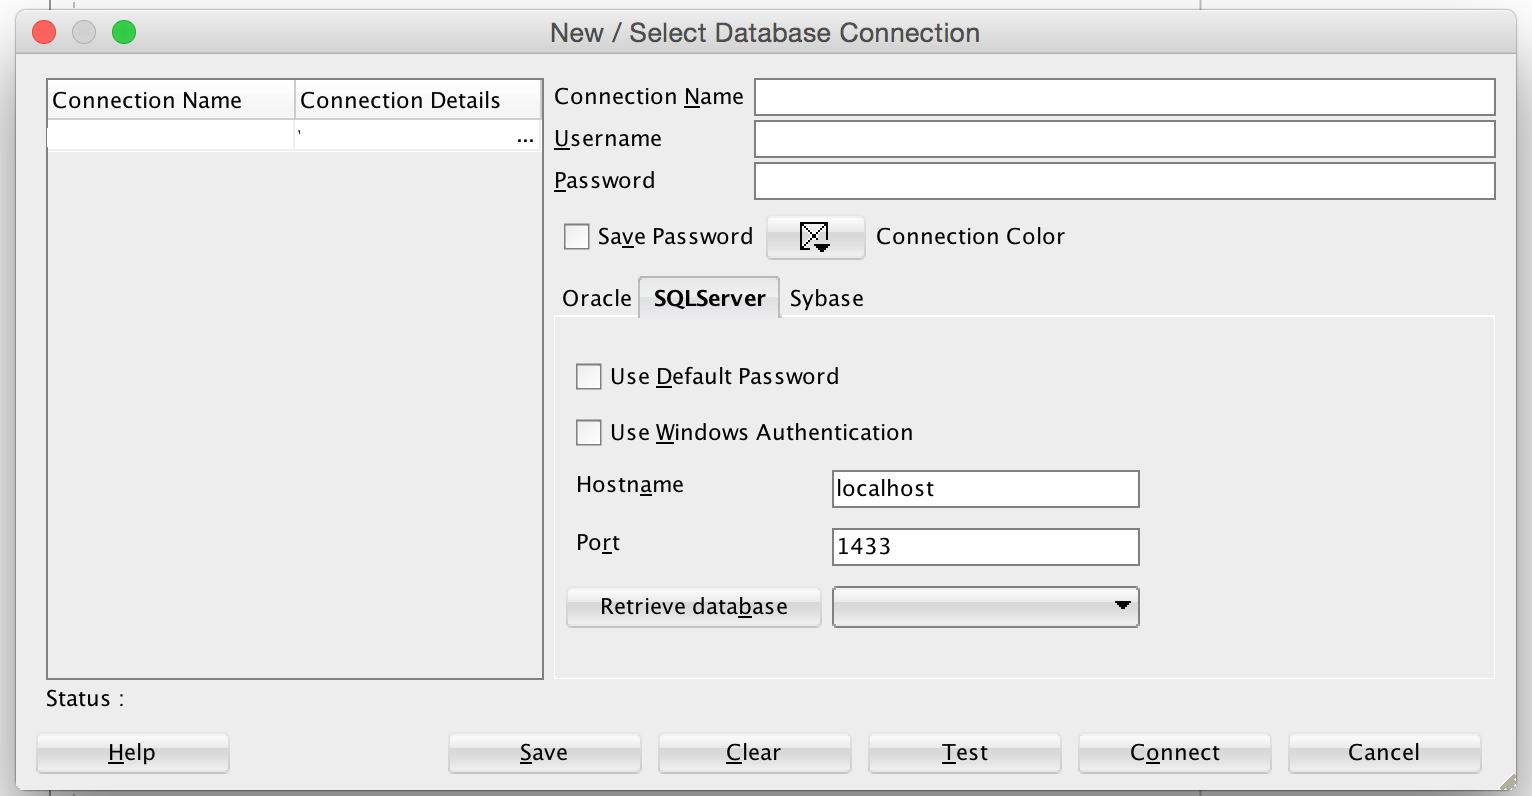 New / Select Database Connection
Connection Name
Connection Details
...
Connection Name
Username
Password
Save Password
Connection Color
Oracle
SQLServer
Sybase
Use Default Password
Use Windows Authentication
Hostname
localhost
Port
1433
Retrieve database
Status :
Help
Save
Clear
Test
Connect
Cancel